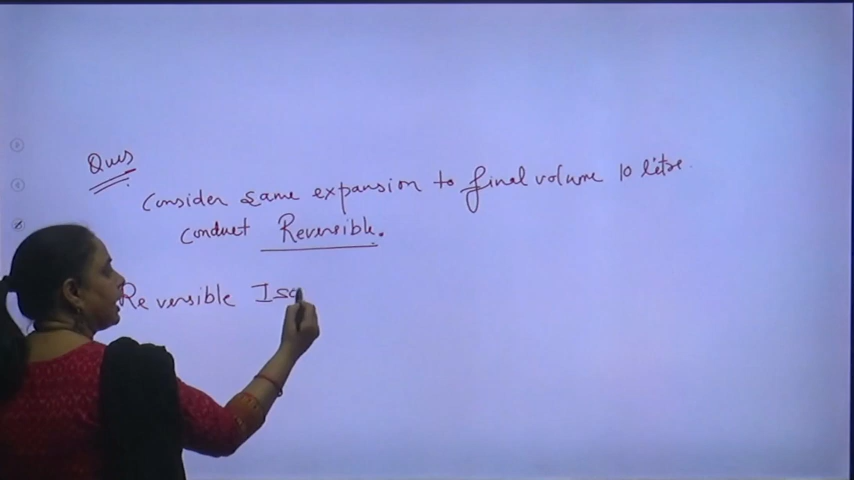 Ques
Consider same expansion to final volume 10 litre.
conduct Reversible.
Reversible Iso